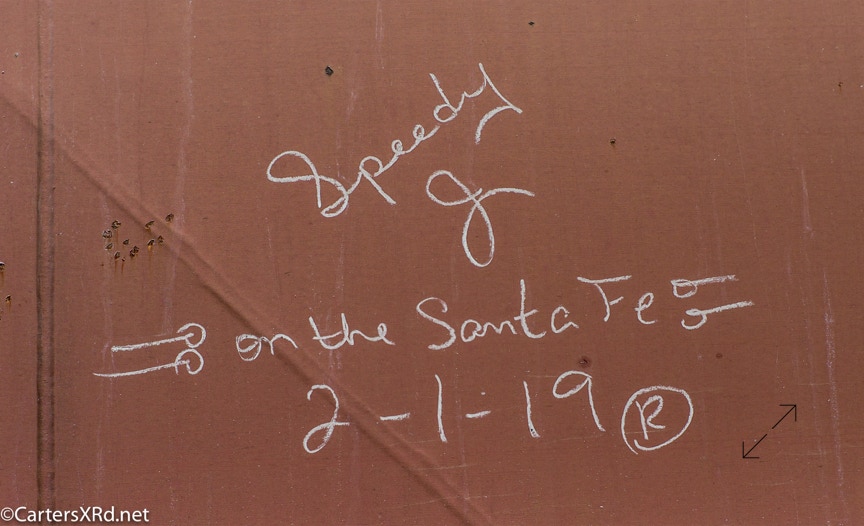 Speedy
g
on the Santa Fe
2-1-19 ®
©CartersXRd.net